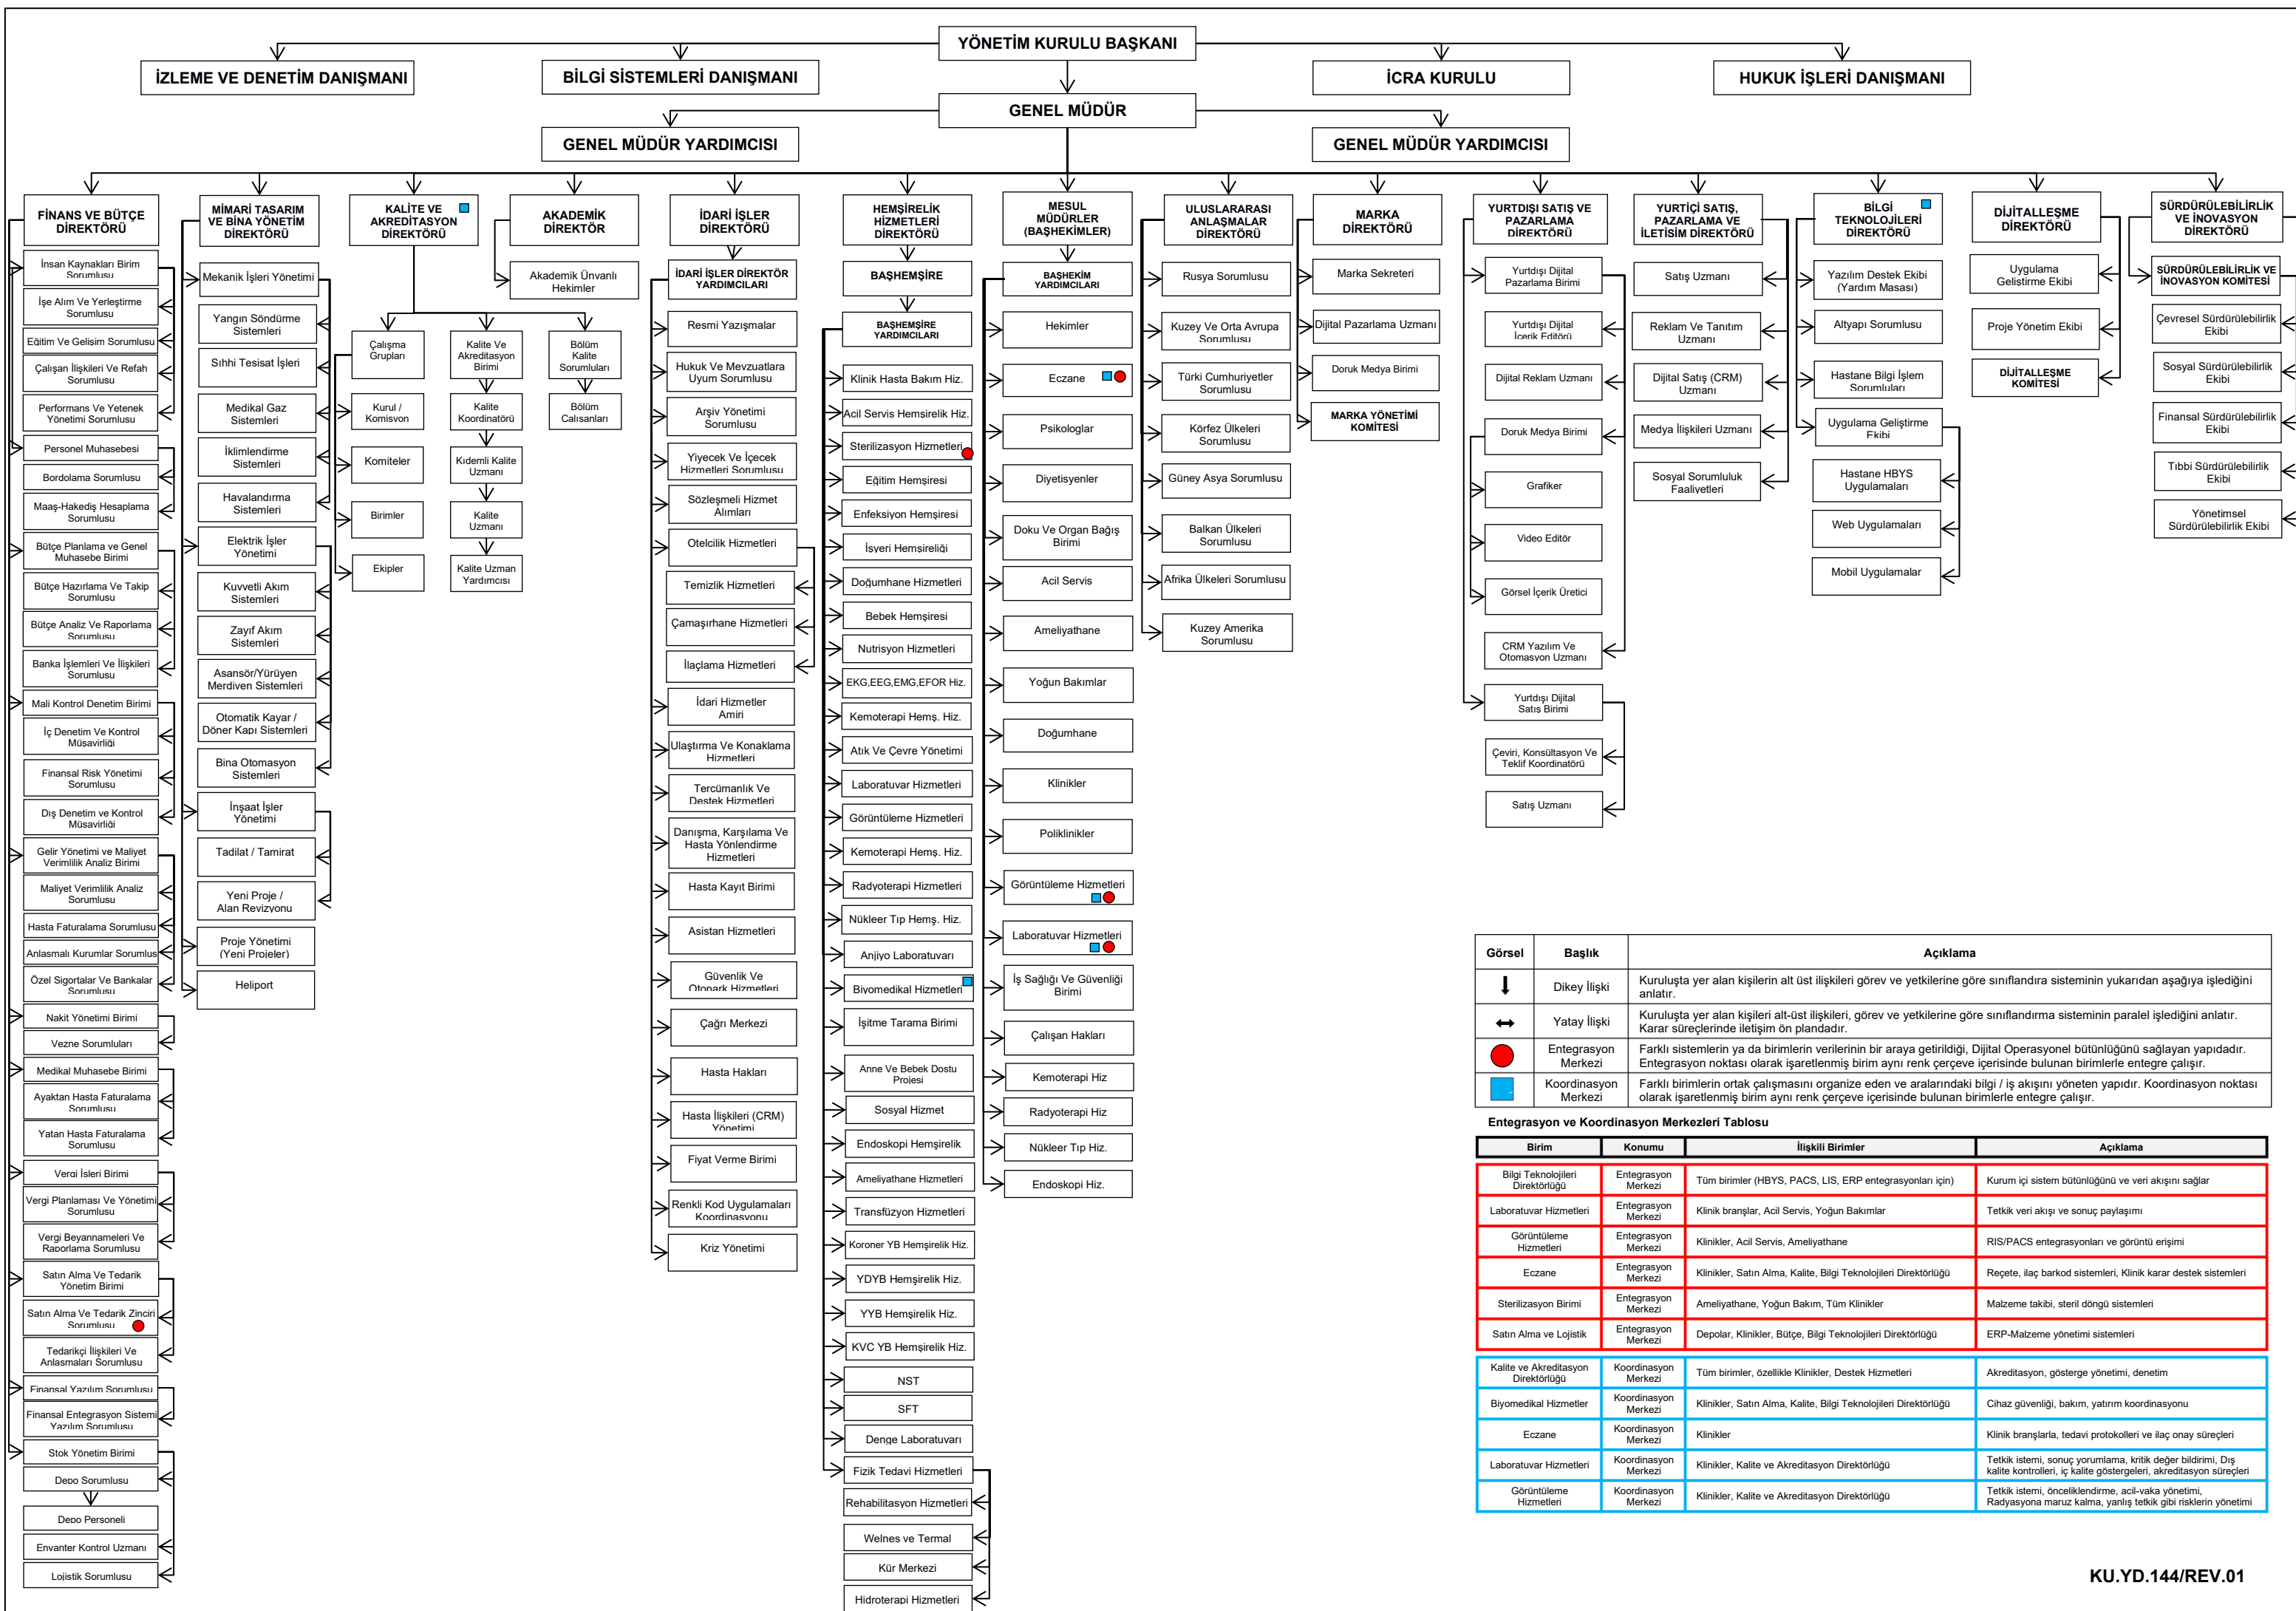 YÖNETİM KURULU BAŞKANI
İZLEME VE DENETİM DANIŞMANI
BİLGİ SİSTEMLERİ DANIŞMANI
İCRA KURULU
HUKUK İŞLERİ DANIŞMANI
GENEL MÜDÜR
GENEL MÜDÜR YARDIMCISI
GENEL MÜDÜR YARDIMCISI
FİNANS VE BÜTÇE
DİREKTÖRÜ
İnsan Kaynakları Birim
Sorumlusu
İşe Alım Ve Yerleştirme
Sorumlusu
Eğitim Ve Gelişim Sorumlusu
Çalışan İlişkileri Ve Refah
Sorumlusu
Performans Ve Yetenek
Yönetimi Sorumlusu
Personel Muhasebesi
Bordolama Sorumlusu
Maaş-Hakediş Hesaplama
Sorumlusu
Bütçe Planlama ve Genel
Muhasebe Birimi
Bütçe Hazırlama Ve Takip
Sorumlusu
Bütçe Analiz Ve Raporlama
Sorumlusu
Banka İşlemleri Ve İlişkileri
Sorumlusu
Mali Kontrol Denetim Birimi
İç Denetim Ve Kontrol
Müşavirliği
Finansal Risk Yönetimi
Sorumlusu
Dış Denetim ve Kontrol
Müşavirliği
Gelir Yönetimi ve Maliyet
Verimlilik Analiz Birimi
Maliyet Verimlilik Analiz
Sorumlusu
Hasta Faturalama Sorumlusu
Anlaşmalı Kurumlar Sorumlus
Özel Sigortalar Ve Bankalar
Sorumlusu
Nakit Yönetimi Birimi
Vezne Sorumluları
Medikal Muhasebe Birimi
Ayaktan Hasta Faturalama
Sorumlusu
Yatan Hasta Faturalama
Sorumlusu
Vergi İşleri Birimi
Vergi Planlaması Ve Yönetimi
Sorumlusu
Vergi Beyannameleri Ve
Raporlama Sorumlusu
Satın Alma Ve Tedarik
Yönetim Birimi
Satın Alma Ve Tedarik Zinciri
Sorumlusu
Tedarikçi İlişkileri Ve
Anlaşmaları Sorumlusu
Finansal Yazılım Sorumlusu
Finansal Entegrasyon Sistemi
Yazılım Sorumlusu
Stok Yönetim Birimi
Depo Sorumlusu
Depo Personeli
Envanter Kontrol Uzmanı
Lojistik Sorumlusu
MİMARİ TASARIM
VE BİNA YÖNETİM
DİREKTÖRÜ
Mekanik İşleri Yönetimi
Yangın Söndürme
Sistemleri
Sıhhi Tesisat İşleri
Medikal Gaz
Sistemleri
İklimlendirme
Sistemleri
Havalandırma
Sistemleri
Elektrik İşler
Yönetimi
Kuvvetli Akım
Sistemleri
Zayıf Akım
Sistemleri
Asansör/Yürüyen
Merdiven Sistemleri
Otomatik Kayar /
Döner Kapı Sistemleri
Bina Otomasyon
Sistemleri
İnşaat İşler
Yönetimi
Tadilat / Tamirat
Yeni Proje /
Alan Revizyonu
Proje Yönetimi
(Yeni Projeler)
Heliport
KALİTE VE
AKREDİTASYON
DİREKTÖRÜ
Çalışma
Grupları
Kurul /
Komisyon
Komiteler
Birimler
Ekipler
Kalite Ve
Akreditasyon
Birimi
Kalite
Koordinatörü
Kıdemli Kalite
Uzmanı
Kalite
Uzmanı
Kalite Uzman
Yardımcısı
Bölüm
Kalite
Sorumluları
Bölüm
Çalışanları
AKADEMİK
DİREKTÖR
Akademik Ünvanlı
Hekimler
İDARİ İŞLER
DİREKTÖRÜ
İDARİ İŞLER DİREKTÖR
YARDIMCILARI
Resmi Yazışmalar
Hukuk Ve Mevzuatlara
Uyum Sorumlusu
Arşiv Yönetimi
Sorumlusu
Yiyecek Ve İçecek
Hizmetleri Sorumlusu
Sözleşmeli Hizmet
Alımları
Otelcilik Hizmetleri
Temizlik Hizmetleri
Çamaşırhane Hizmetleri
İlaçlama Hizmetleri
İdari Hizmetler
Amiri
Ulaştırma Ve Konaklama
Hizmetleri
Tercümanlık Ve
Destek Hizmetleri
Danışma, Karşılama Ve
Hasta Yönlendirme
Hizmetleri
Hasta Kayıt Birimi
Asistan Hizmetleri
Güvenlik Ve
Otopark Hizmetleri
Çağrı Merkezi
Hasta Hakları
Hasta İlişkileri (CRM)
Yönetimi
Fiyat Verme Birimi
Renkli Kod Uygulamaları
Koordinasyonu
Kriz Yönetimi
HEMŞİRELİK
HİZMETLERİ
DİREKTÖRÜ
BAŞHEMŞİRE
BAŞHEMŞİRE
YARDIMCILARI
Klinik Hasta Bakım Hiz.
Acil Servis Hemşirelik Hiz.
Sterilizasyon Hizmetleri
Eğitim Hemşiresi
Enfeksiyon Hemşiresi
İşyeri Hemşireliği
Doğumhane Hizmetleri
Bebek Hemşiresi
Nutrisyon Hizmetleri
EKG,EEG,EMG,EFOR Hiz.
Kemoterapi Hemş. Hiz.
Atık Ve Çevre Yönetimi
Laboratuvar Hizmetleri
Görüntüleme Hizmetleri
Kemoterapi Hemş. Hiz.
Radyoterapi Hizmetleri
Nükleer Tıp Hemş. Hiz.
Anjiyo Laboratuvarı
Biyomedikal Hizmetleri
İşitme Tarama Birimi
Anne Ve Bebek Dostu
Projesi
Sosyal Hizmet
Endoskopi Hemşirelik
Ameliyathane Hizmetleri
Transfüzyon Hizmetleri
Koroner YB Hemşirelik Hiz.
YDYB Hemşirelik Hiz.
YYB Hemşirelik Hiz.
KVC YB Hemşirelik Hiz.
NST
SFT
Denge Laboratuvarı
Fizik Tedavi Hizmetleri
Rehabilitasyon Hizmetleri
Welnes ve Termal
Kür Merkezi
Hidroterapi Hizmetleri
MESUL
MÜDÜRLER
(BAŞHEKİMLER)
BAŞHEKİM
YARDIMCILARI
Hekimler
Eczane
Psikologlar
Diyetisyenler
Doku Ve Organ Bağış
Birimi
Acil Servis
Ameliyathane
Yoğun Bakımlar
Doğumhane
Klinikler
Poliklinikler
Görüntüleme Hizmetleri
Laboratuvar Hizmetleri
İş Sağlığı Ve Güvenliği
Birimi
Çalışan Hakları
Kemoterapi Hiz
Radyoterapi Hiz
Nükleer Tıp Hiz.
Endoskopi Hiz.
ULUSLARARASI
ANLAŞMALAR
DİREKTÖRÜ
Rusya Sorumlusu
Kuzey Ve Orta Avrupa
Sorumlusu
Türki Cumhuriyetler
Sorumlusu
Körfez Ülkeleri
Sorumlusu
Güney Asya Sorumlusu
Balkan Ülkeleri
Sorumlusu
Afrika Ülkeleri Sorumlusu
Kuzey Amerika
Sorumlusu
MARKA
DİREKTÖRÜ
Marka Sekreteri
Dijital Pazarlama Uzmanı
Doruk Medya Birimi
MARKA YÖNETİMİ
KOMİTESİ
YURTDIŞI SATIŞ VE
PAZARLAMA
DİREKTÖRÜ
Yurtdışı Dijital
Pazarlama Birimi
Yurtdışı Dijital
İçerik Editörü
Dijital Reklam Uzmanı
Doruk Medya Birimi
Grafiker
Video Editör
Görsel İçerik Üretici
CRM Yazılım Ve
Otomasyon Uzmanı
Yurtdışı Dijital
Satış Birimi
Çeviri, Konsültasyon Ve
Teklif Koordinatörü
Satış Uzmanı
YURTİÇİ SATIŞ,
PAZARLAMA VE
İLETİŞİM DİREKTÖRÜ
Satış Uzmanı
Reklam Ve Tanıtım
Uzmanı
Dijital Satış (CRM)
Uzmanı
Medya İlişkileri Uzmanı
Sosyal Sorumluluk
Faaliyetleri
BİLGİ
TEKNOLOJİLERİ
DİREKTÖRÜ
Yazılım Destek Ekibi
(Yardım Masası)
Altyapı Sorumlusu
Hastane Bilgi İşlem
Sorumluları
Uygulama Geliştirme
Ekibi
Hastane HBYS
Uygulamaları
Web Uygulamaları
Mobil Uygulamalar
DİJİTALLEŞME
DİREKTÖRÜ
Uygulama
Geliştirme Ekibi
Proje Yönetim Ekibi
DİJİTALLEŞME
KOMİTESİ
SÜRDÜRÜLEBİLİRLİK
VE İNOVASYON
DİREKTÖRÜ
SÜRDÜRÜLEBİLİRLİK VE
İNOVASYON KOMİTESİ
Çevresel Sürdürülebilirlik
Ekibi
Sosyal Sürdürülebilirlik
Ekibi
Finansal Sürdürülebilirlik
Ekibi
Tıbbi Sürdürülebilirlik
Ekibi
Yönetimsel
Sürdürülebilirlik Ekibi
Görsel Başlık Açıklama
Dikey İlişki Kuruluşta yer alan kişilerin alt üst ilişkileri görev ve yetkilerine göre sınıflandıra sisteminin yukarıdan aşağıya işlediğini
anlatır.
Yatay İlişki Kuruluşta yer alan kişileri alt-üst ilişkileri, görev ve yetkilerine göre sınıflandırma sisteminin paralel işlediğini anlatır.
Karar süreçlerinde iletişim ön plandadır.
Entegrasyon
Merkezi
Farklı sistemlerin ya da birimlerin verilerinin bir araya getirildiği, Dijital Operasyonel bütünlüğünü sağlayan yapıdadır.
Entegrasyon noktası olarak işaretlenmiş birim aynı renk çerçeve içerisinde bulunan birimlerle entegre çalışır.
Koordinasyon
Merkezi
Farklı birimlerin ortak çalışmasını organize eden ve aralarındaki bilgi / iş akışını yöneten yapıdır. Koordinasyon noktası
olarak işaretlenmiş birim aynı renk çerçeve içerisinde bulunan birimlerle entegre çalışır.
Entegrasyon ve Koordinasyon Merkezleri Tablosu
Birim Konumu İlişkili Birimler Açıklama
Bilgi Teknolojileri
Direktörlüğü
Entegrasyon
Merkezi
Tüm birimler (HBYS, PACS, LIS, ERP entegrasyonları için)
Kurum içi sistem bütünlüğünü ve veri akışını sağlar
Laboratuvar Hizmetleri
Entegrasyon
Merkezi
Klinik branşlar, Acil Servis, Yoğun Bakımlar
Tetkik veri akışı ve sonuç paylaşımı
Görüntüleme
Hizmetleri
Entegrasyon
Merkezi
Klinikler, Acil Servis, Ameliyathane
RIS/PACS entegrasyonları ve görüntü erişimi
Eczane
Entegrasyon
Merkezi
Klinikler, Satın Alma, Kalite, Bilgi Teknolojileri Direktörlüğü
Reçete, ilaç barkod sistemleri, Klinik karar destek sistemleri
Sterilizasyon Birimi
Entegrasyon
Merkezi
Ameliyathane, Yoğun Bakım, Tüm Klinikler
Malzeme takibi, steril döngü sistemleri
Satın Alma ve Lojistik
Entegrasyon
Merkezi
Depolar, Klinikler, Bütçe, Bilgi Teknolojileri Direktörlüğü
ERP-Malzeme yönetimi sistemleri
Kalite ve Akreditasyon
Direktörlüğü
Koordinasyon
Merkezi
Tüm birimler, özellikle Klinikler, Destek Hizmetleri
Akreditasyon, gösterge yönetimi, denetim
Biyomedikal Hizmetler
Koordinasyon
Merkezi
Klinikler, Satın Alma, Kalite, Bilgi Teknolojileri Direktörlüğü
Cihaz güvenliği, bakım, yatırım koordinasyonu
Eczane
Koordinasyon
Merkezi
Klinikler
Klinik branşlarla, tedavi protokolleri ve ilaç onay süreçleri
Laboratuvar Hizmetleri
Koordinasyon
Merkezi
Klinikler, Kalite ve Akreditasyon Direktörlüğü
Tetkik istemi, sonuç yorumlama, kritik değer bildirimi, Dış
kalite kontrolleri, iç kalite göstergeleri, akreditasyon süreçleri
Görüntüleme
Hizmetleri
Koordinasyon
Merkezi
Klinikler, Kalite ve Akreditasyon Direktörlüğü
Tetkik istemi, önceliklendirme, acil-vaka yönetimi,
Radyasyona maruz kalma, yanlış tetkik gibi risklerin yönetimi
KU.YD.144/REV.01